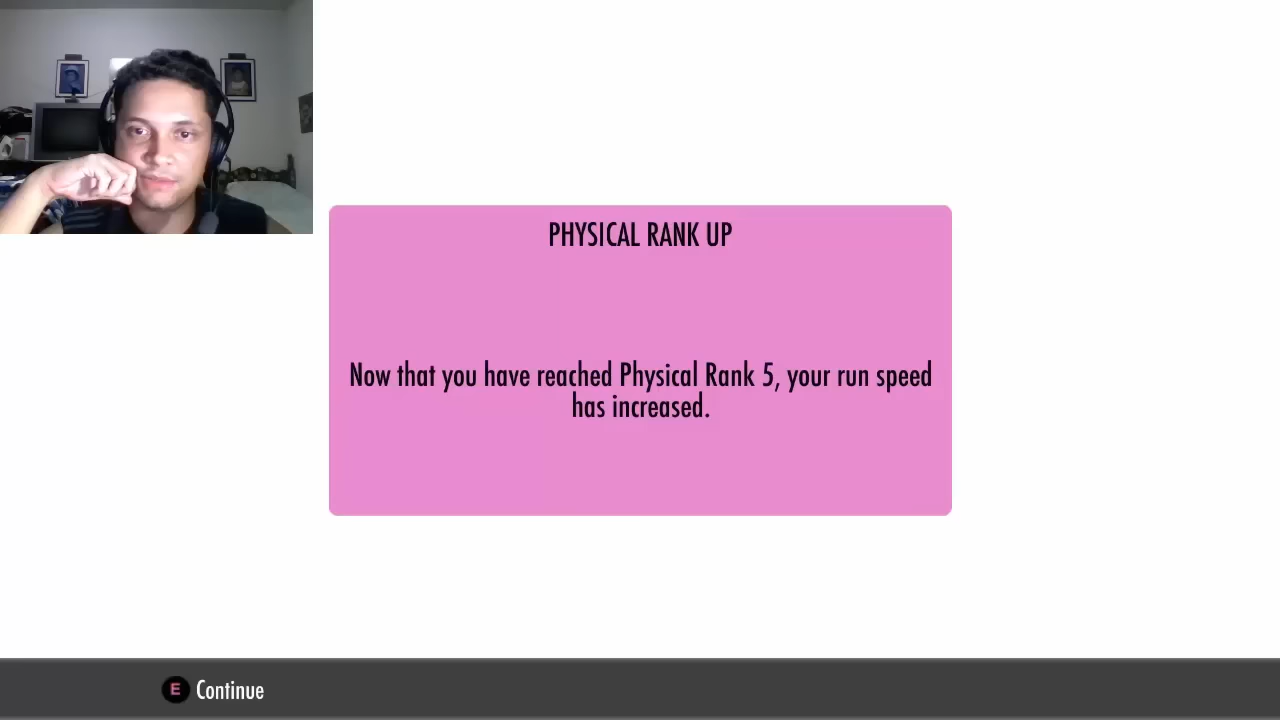 PHYSICAL RANK UP
Now that you have reached Physical Rank 5, your run speed
has increased.
E Continue